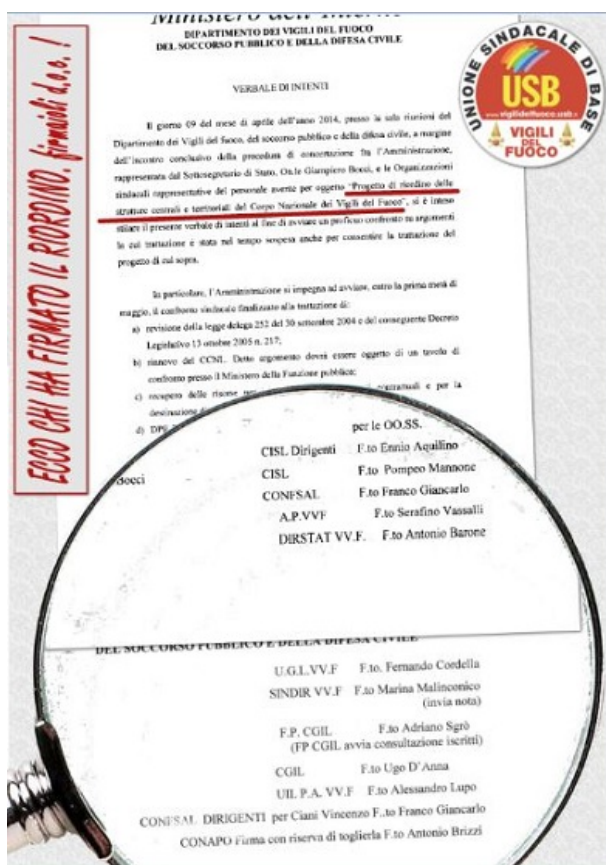 Ministero dell'Interno
DIPARTIMENTO DEI VIGILI DEL FUOCO
DEL SOCCORSO PUBBLICO E DELLA DIFESA CIVILE
VERBALE DI INTENTI
Il giorno 09 del mese di aprile dell'anno 2014, presso la sala riunioni del
Dipartimento dei Vigili del fuoco, del soccorso pubblico e della difesa civile, a margine
dell'incontro conclusivo della procedura di concertazione fra l'Amministrazione,
rappresentata dal Sottosegretario di Stato, On.le Giampiero Bocci, e le Organizzazioni
sindacali rappresentative del personale avente per oggetto "Progetto di riordino delle
strutture centrali e territoriali del Corpo Nazionale dei Vigili del Fuoco", si è inteso
stilare il presente verbale di intenti al fine di avviare un proficuo confronto su argomenti
la cui trattazione è stata nel tempo sospesa anche per consentire la trattazione del
progetto di cui sopra.
In particolare, l'Amministrazione si impegna ad avviare, entro la prima metà di
maggio, il confronto sindacale finalizzato alla trattazione di:
a) revisione della legge delega 252 del 30 settembre 2004 e del conseguente Decreto
Legislativo 13 ottobre 2005 n. 217;
b) rinnovo del CCNL. Detto argomento dovrà essere oggetto di un tavolo di
confronto presso il Ministero della Funzione pubblica;
c) recupero delle risorse contrattuali e per la
destinazione
d)
ECCO CHI HA FIRMATO IL RIORDINO. firmaioli d.o.c. !
UNIONE SINDACALE DI BASE
USB
www.vigilidelfuoco.usb.it
VIGILI
DEL
FUOCO
per le OO.SS.
CISL Dirigenti F.to Ennio Aquilino
Bocci CISL F.to Pompeo Mannone
CONFSAL F.to Franco Giancarlo
A.P.VVF F.to Serafino Vassalli
DIRSTAT VV.F. F.to Antonio Barone
DEL SOCCORSO PUBBLICO E DELLA DIFESA CIVILE
U.G.L.VV.F F.to. Fernando Cordella
SINDIR VV.F F.to Marina Malinconico
(invia nota)
F.P. CGIL F.to Adriano Sgrò
(FP CGIL avvia consultazione iscritti)
CGIL F.to Ugo D'Anna
UIL P.A. VV.F F.to Alessandro Lupo
CONFSAL DIRIGENTI per Ciani Vincenzo F..to Franco Giancarlo
CONAPO Firma con riserva di toglierla F.to Antonio Brizzi